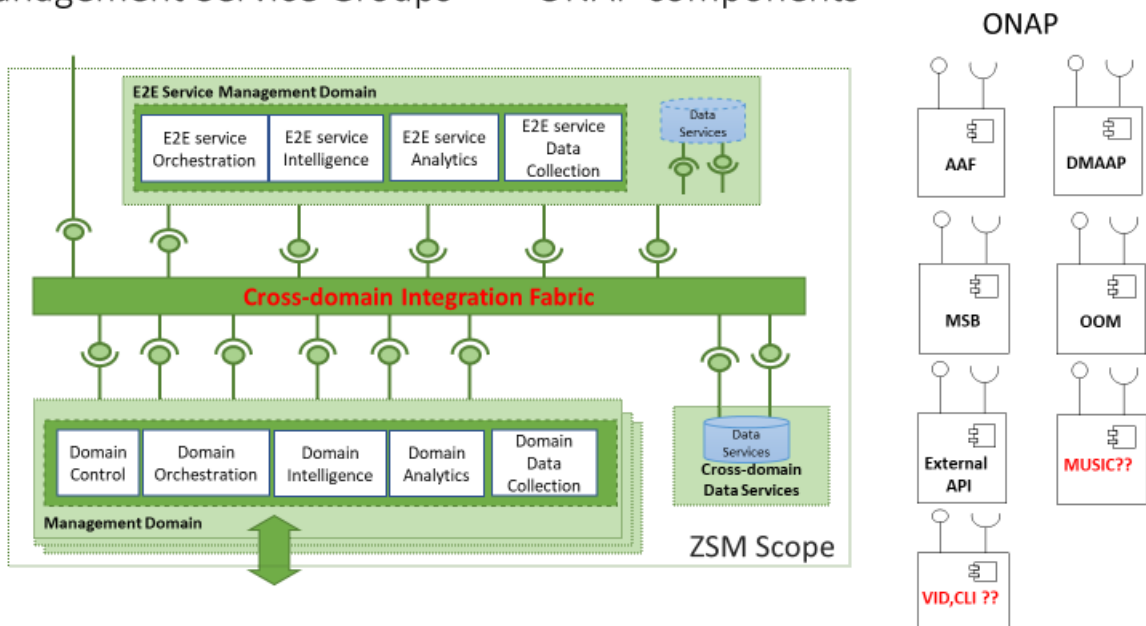 ONAP
E2E Service Management Domain
E2E service
Orchestration
E2E service
Intelligence
E2E service
Analytics
E2E service
Data
Collection
Data
Services
Cross-domain Integration Fabric
Domain
Control
Domain
Orchestration
Domain
Intelligence
Domain
Analytics
Domain
Data
Collection
Management Domain
Data
Services
Cross-domain
Data Services
ZSM Scope
AAF
DMAAP
MSB
OOM
External
API
MUSIC??
VID,CLI ??